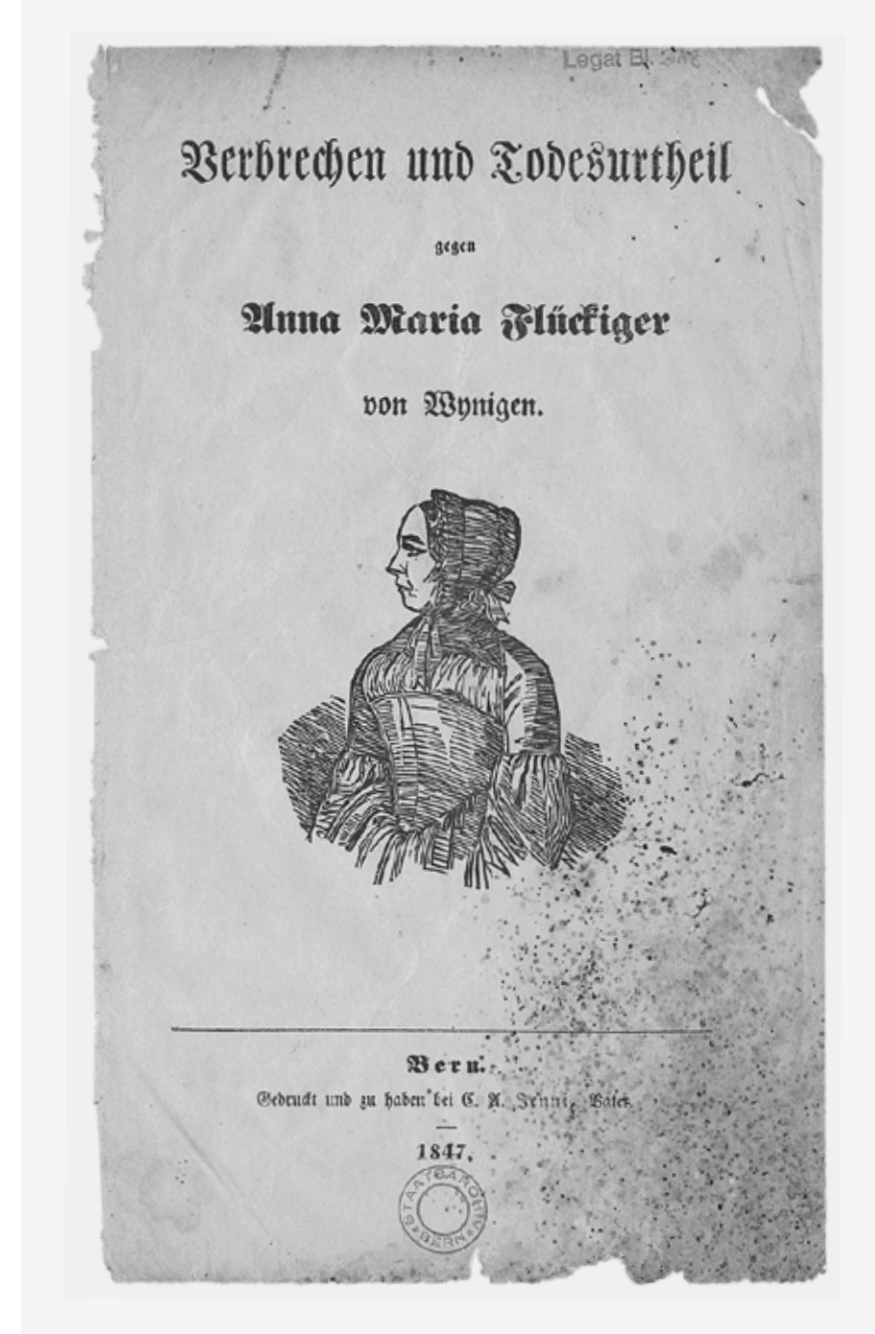 Legat Bl.
Verbrechen und Todesurtheil
gegen
Anna Maria Flückiger
von Wynigen.
Bern.
Gedruckt und zu haben bei C. A. Jenni, Vater.
1847.
STAATSARCHIV
BERN